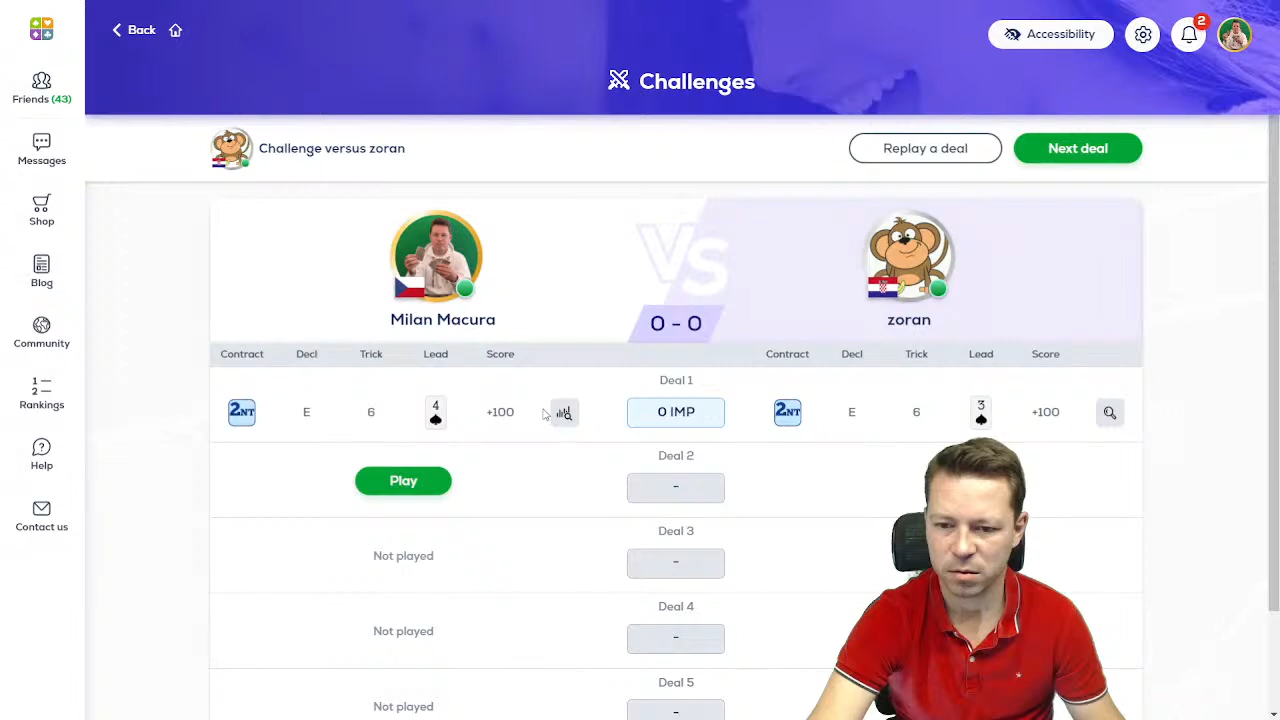 Back
Accessibility
2
Challenges
Friends (43)
Messages
Shop
Blog
Community
1
2
Rankings
Help
Contact us
Challenge versus zoran
Replay a deal
Next deal
VS
Milan Macura
0 - 0
zoran
Contract Decl Trick Lead Score Contract Decl Trick Lead Score
Deal 1
2NT E 6 4 +100 0 IMP 2NT E 6 3 +100
Deal 2
Play -
Deal 3
Not played -
Deal 4
Not played -
Deal 5
Not played -